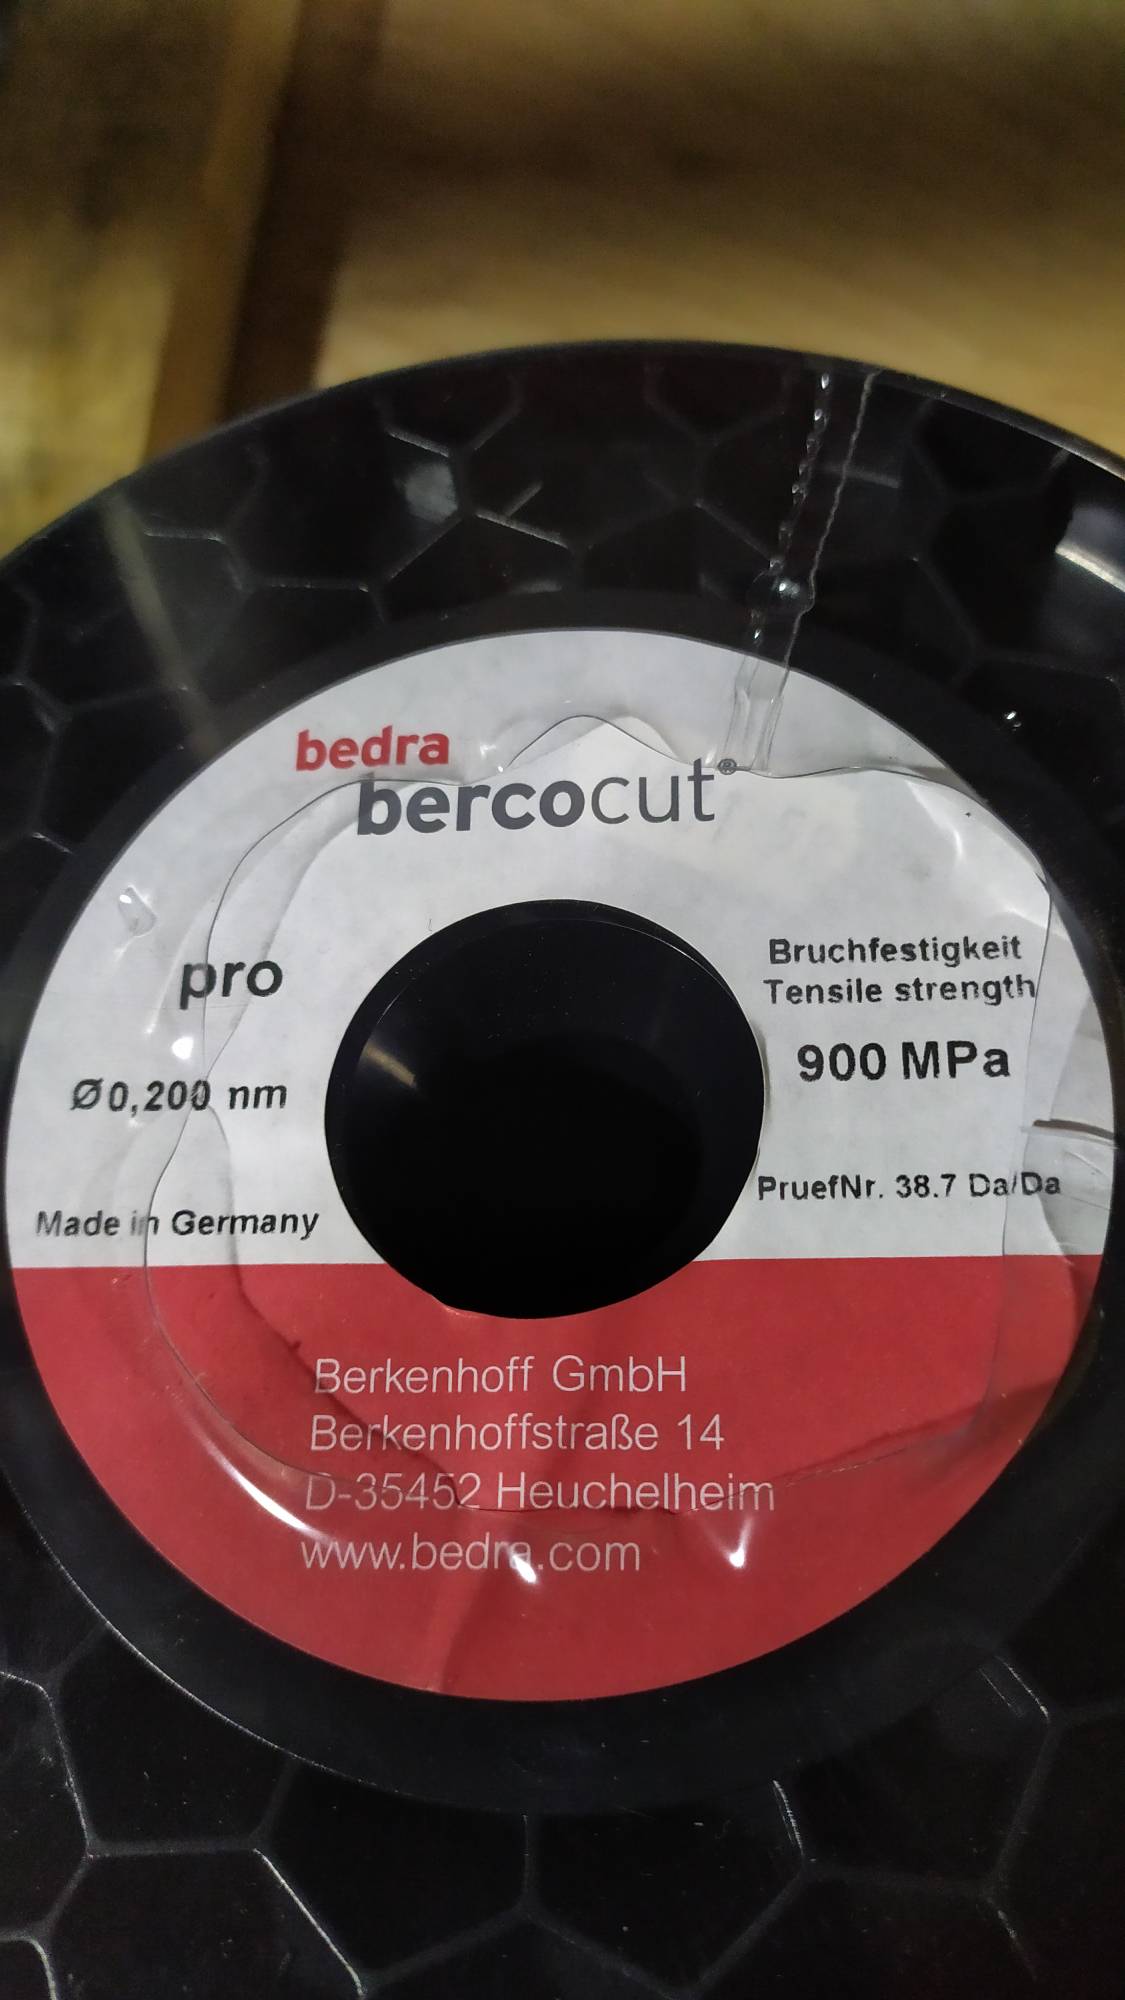 bedra
bercocut®
pro
Ø0,200 nm
Made in Germany
Bruchfestigkeit
Tensile strength
900 MPa
PruefNr. 38.7 Da/Da
Berkenhoff GmbH
Berkenhoffstraße 14
D-35452 Heuchelheim
www.bedra.com